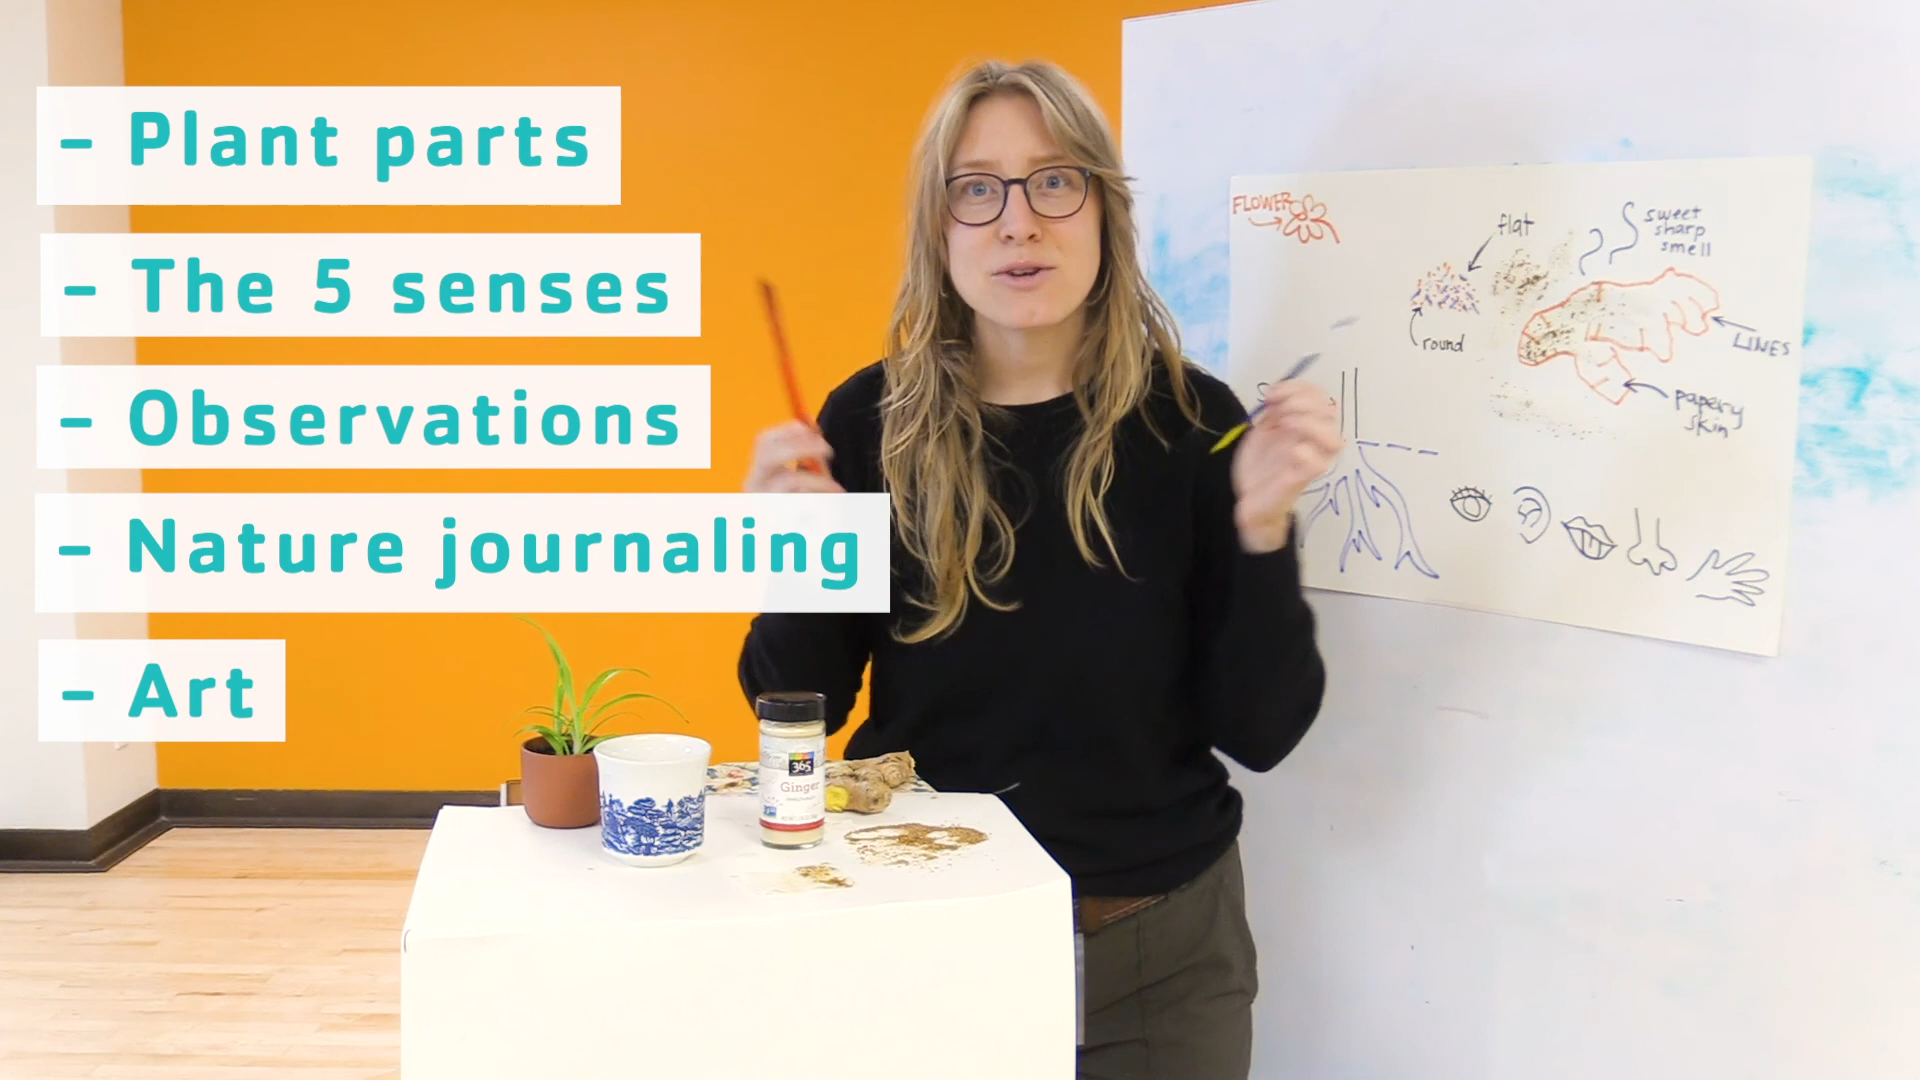 - Plant parts
- The 5 senses
- Observations
- Nature journaling
- Art
FLOWER
flat
round
sweet
sharp
smell
LINES
papery
skin
365
Ginger